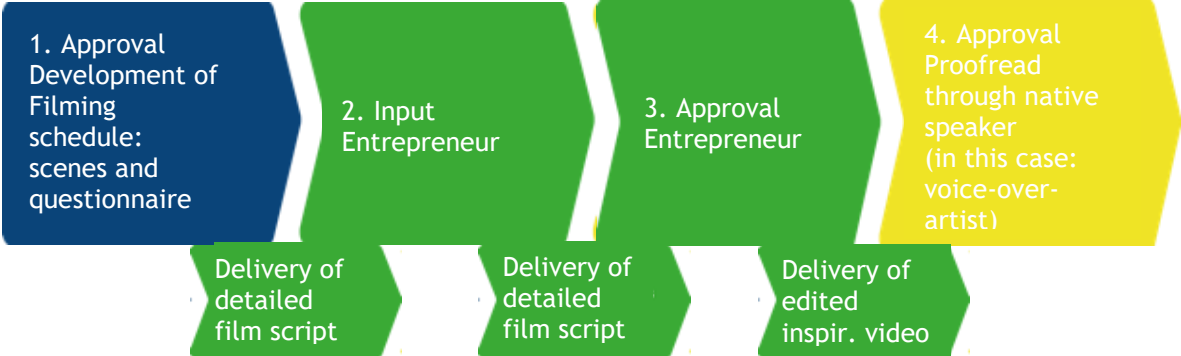 1. Approval
Development of
Filming
schedule:
scenes and
questionnaire
2. Input
Entrepreneur
3. Approval
Entrepreneur
4. Approval
Proofread
through native
speaker
(in this case:
voice-over-
artist)
Delivery of
detailed
film script
Delivery of
detailed
film script
Delivery of
edited
inspir. video